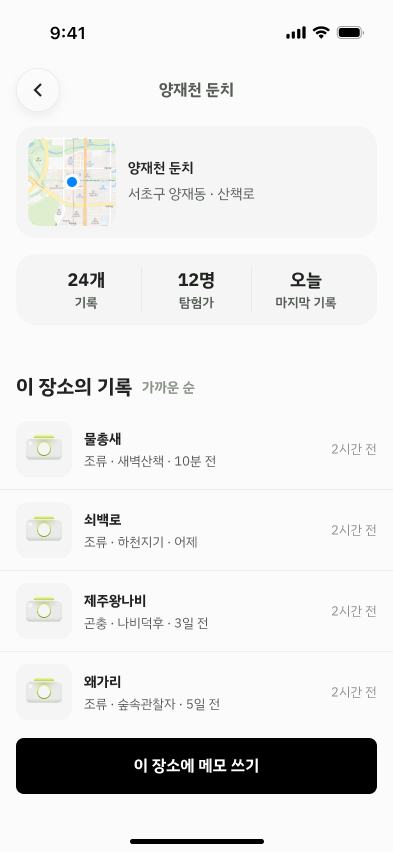 9:41
양재천 둔치
양재천 둔치
서초구 양재동 · 산책로
24개
기록
12명
탐험가
오늘
마지막 기록
이 장소의 기록 가까운 순
물총새
조류 · 새벽산책 · 10분 전
2시간 전
쇠백로
조류 · 하천지기 · 어제
2시간 전
제주왕나비
곤충 · 나비덕후 · 3일 전
2시간 전
왜가리
조류 · 숲속관찰자 · 5일 전
2시간 전
이 장소에 메모 쓰기